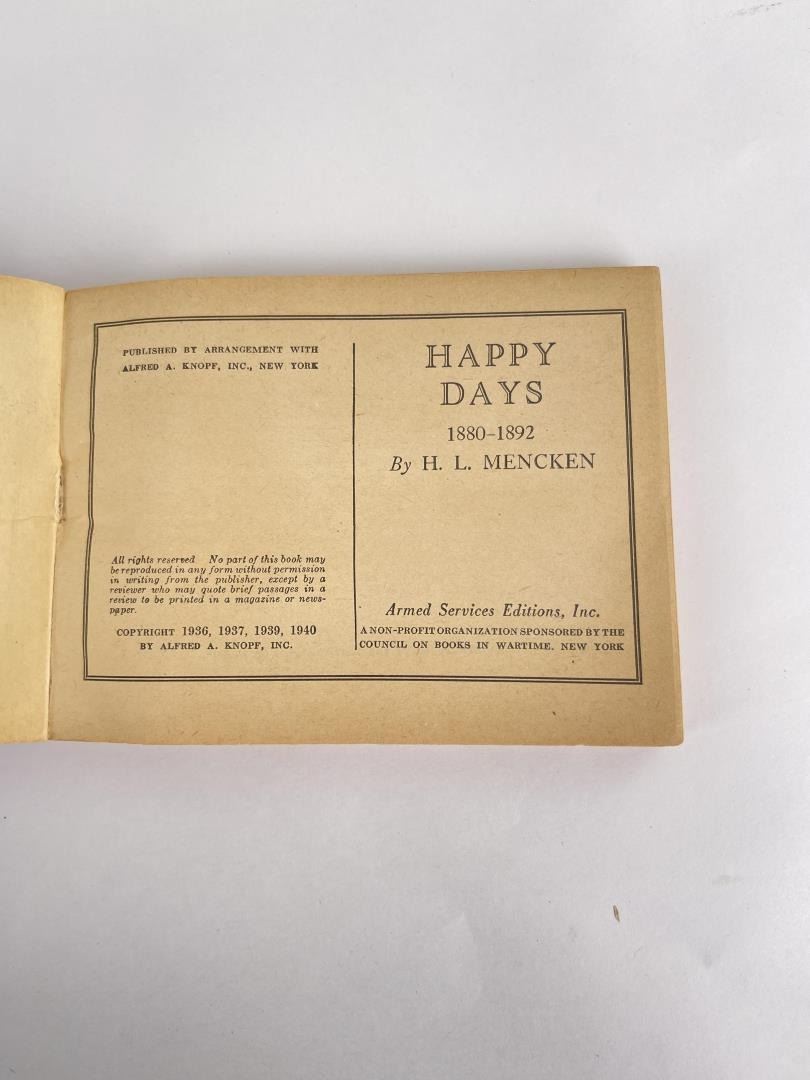 PUBLISHED BY ARRANGEMENT WITH
ALFRED A. KNOPF, INC., NEW YORK
All rights reserved No part of this book may
be reproduced in any form without permission
in writing from the publisher, except by a
reviewer who may quote brief passages in a
review to be printed in a magazine or news-
paper.
COPYRIGHT 1936, 1937, 1939, 1940
BY ALFRED A. KNOPF, INC.
HAPPY
DAYS
1880-1892
By H. L. MENCKEN
Armed Services Editions, Inc.
A NON-PROFIT ORGANIZATION SPONSORED BY THE
COUNCIL ON BOOKS IN WARTIME. NEW YORK